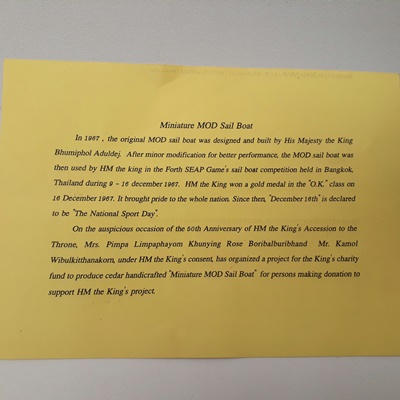 Miniature MOD Sail Boat
In 1967 , the original MOD sail boat was designed and built by His Majesty the King
Bhumiphol Aduldej. After minor modification for better performance, the MOD sail boat was
then used by HM the king in the Forth SEAP Game's sail boat competition held in Bangkok,
Thailand during 9 - 16 december 1967. HM the King won a gold medal in the "O.K." class on
16 December 1967. It brought pride to the whole nation. Since then, "December 16th" is declared
to be "The National Sport Day".
On the auspicious occasion of the 50th Anniversary of HM the King's Accession to the
Throne, Mrs. Pimpa Limpaphayom Khunying Rose Boribalburibhand Mr. Kamol
Wibulkitthanakorn, under HM the King's consent, has organized a project for the King's charity
fund to produce cedar handicrafted "Miniature MOD Sail Boat" for persons making donation to
support HM the King's project.